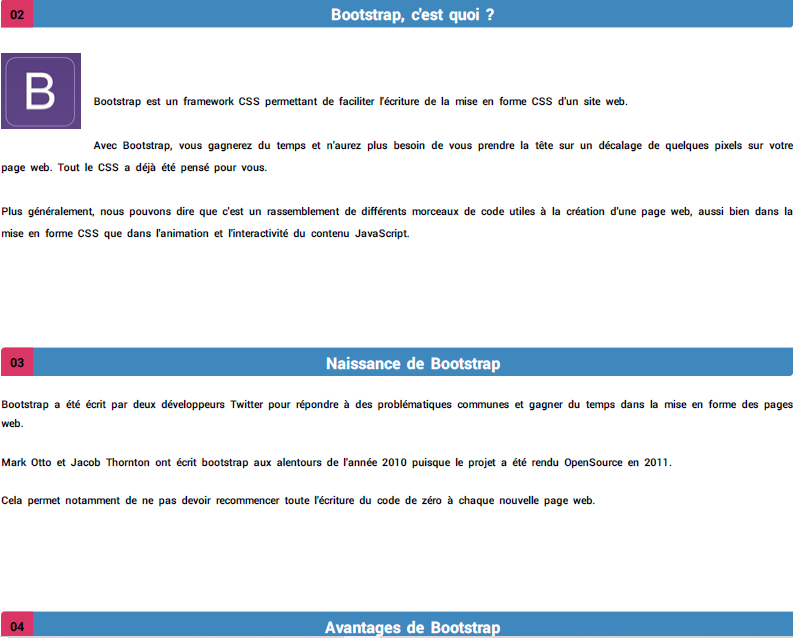 02
Bootstrap, c'est quoi ?
B
Bootstrap est un framework CSS permettant de faciliter l'écriture de la mise en forme CSS d'un site web.
Avec Bootstrap, vous gagnerez du temps et n'aurez plus besoin de vous prendre la tête sur un décalage de quelques pixels sur votre
page web. Tout le CSS a déjà été pensé pour vous.
Plus généralement, nous pouvons dire que c'est un rassemblement de différents morceaux de code utiles à la création d'une page web, aussi bien dans la
mise en forme CSS que dans l'animation et l'interactivité du contenu JavaScript.
03
Naissance de Bootstrap
Bootstrap a été écrit par deux développeurs Twitter pour répondre à des problématiques communes et gagner du temps dans la mise en forme des pages
web.
Mark Otto et Jacob Thornton ont écrit bootstrap aux alentours de l'année 2010 puisque le projet a été rendu OpenSource en 2011.
Cela permet notamment de ne pas devoir recommencer toute l'écriture du code de zéro à chaque nouvelle page web.
04
Avantages de Bootstrap